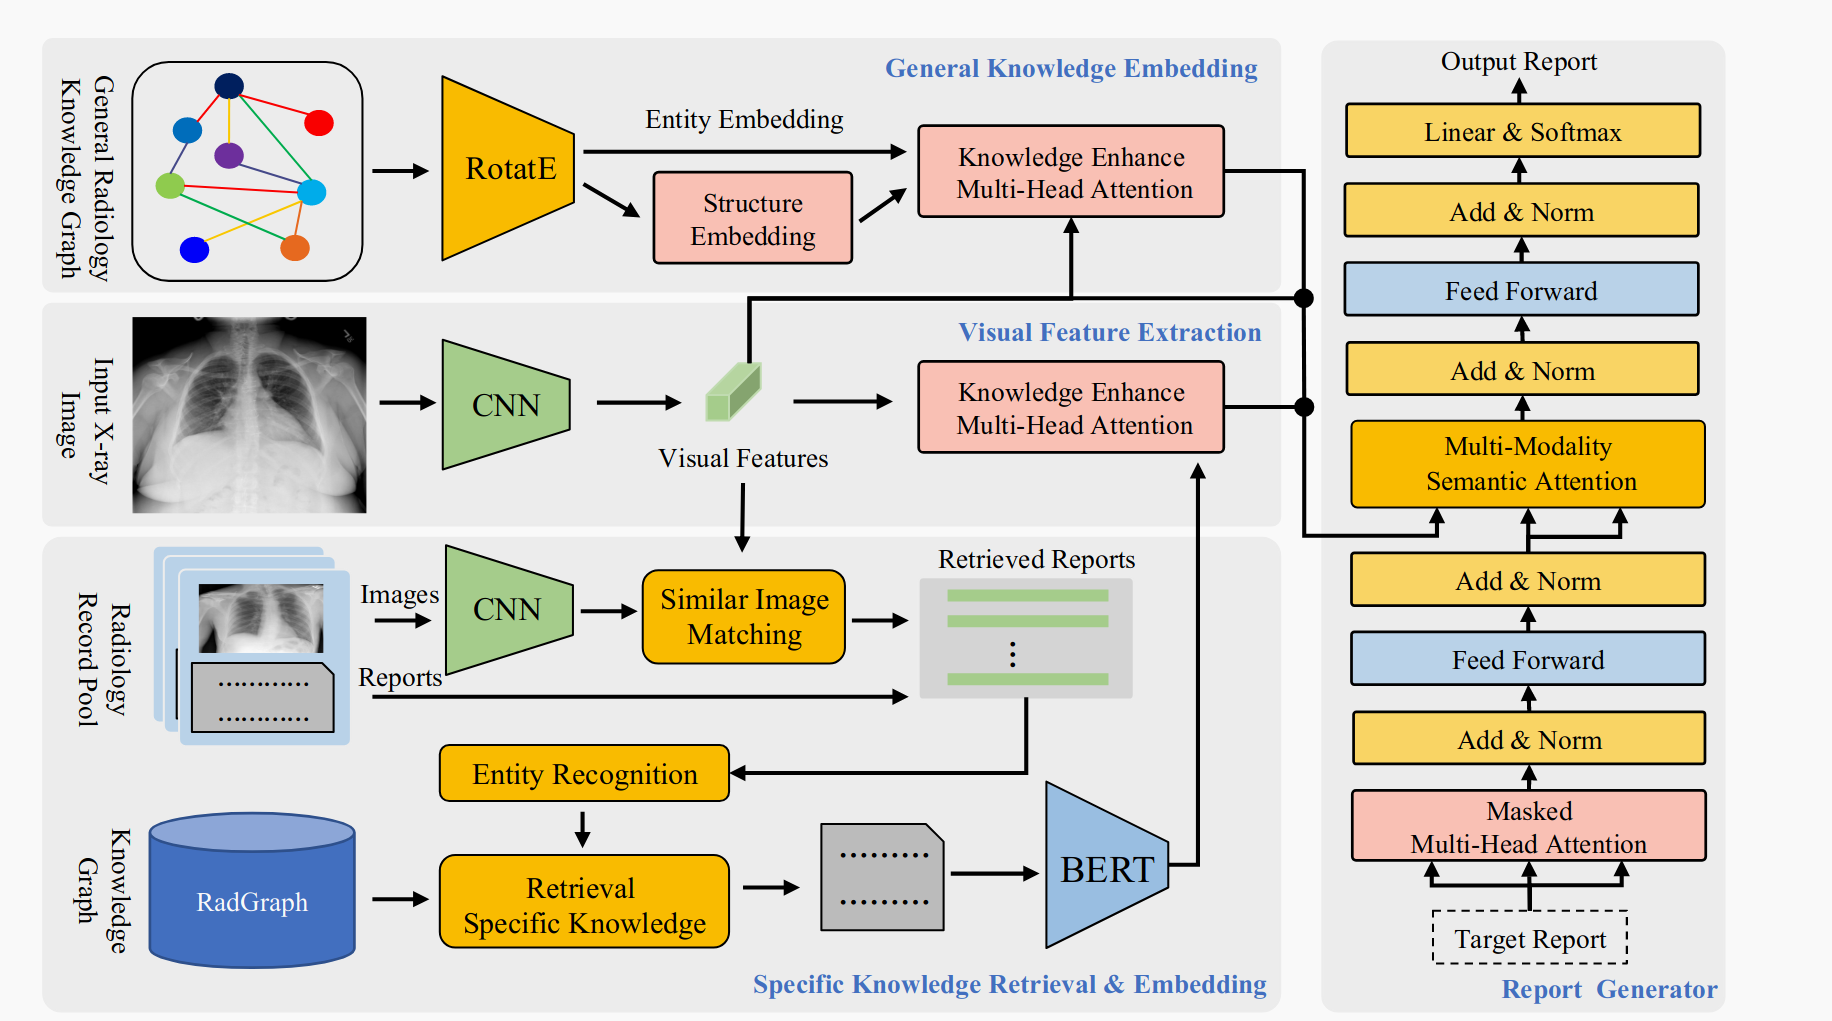 General Radiology
Knowledge Graph
RotatE
Entity Embedding
Structure
Embedding
General Knowledge Embedding
Knowledge Enhance
Multi-Head Attention
Input X-ray
Image
CNN
Visual Features
Visual Feature Extraction
Knowledge Enhance
Multi-Head Attention
Radiology
Record Pool
Images
Reports
CNN
Similar Image
Matching
Retrieved Reports
Entity Recognition
Knowledge
Graph
RadGraph
Retrieval
Specific Knowledge
BERT
Specific Knowledge Retrieval & Embedding
Output Report
Linear & Softmax
Add & Norm
Feed Forward
Add & Norm
Multi-Modality
Semantic Attention
Add & Norm
Feed Forward
Add & Norm
Masked
Multi-Head Attention
Target Report
Report Generator